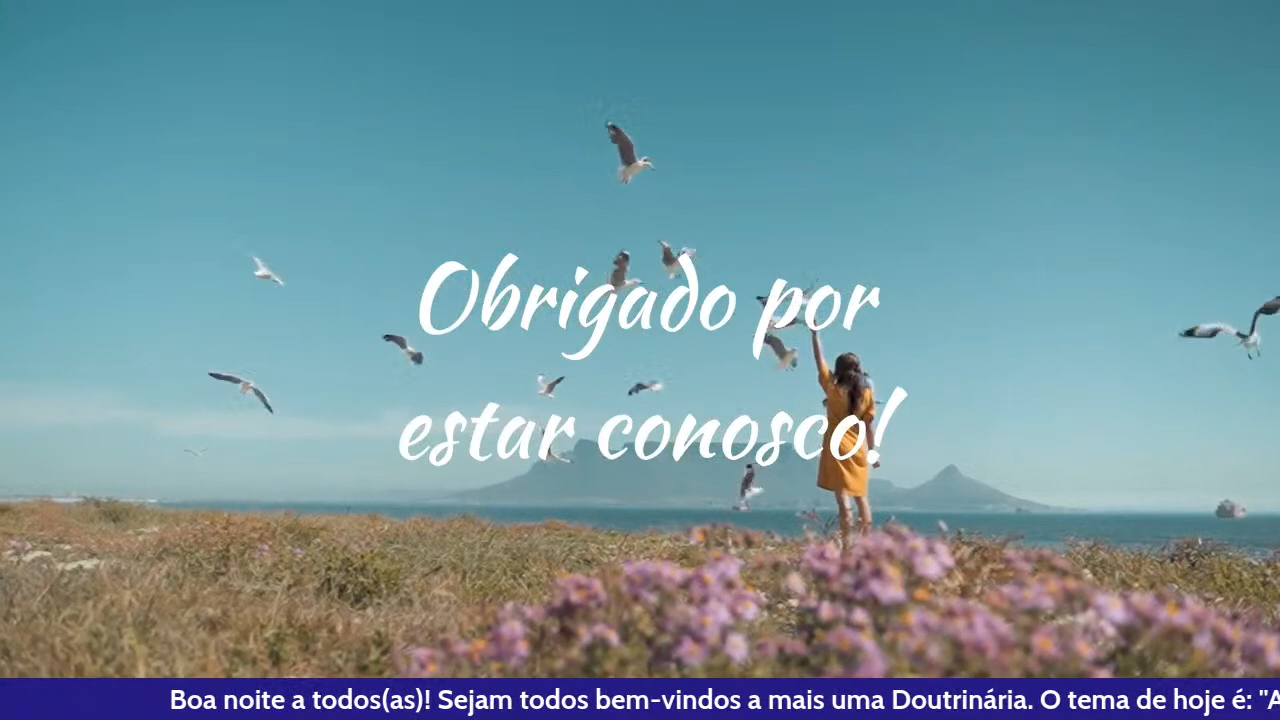 Obrigado por
estar conosco!
Boa noite a todos(as)! Sejam todos bem-vindos a mais uma Doutrinária. O tema de hoje é: "A